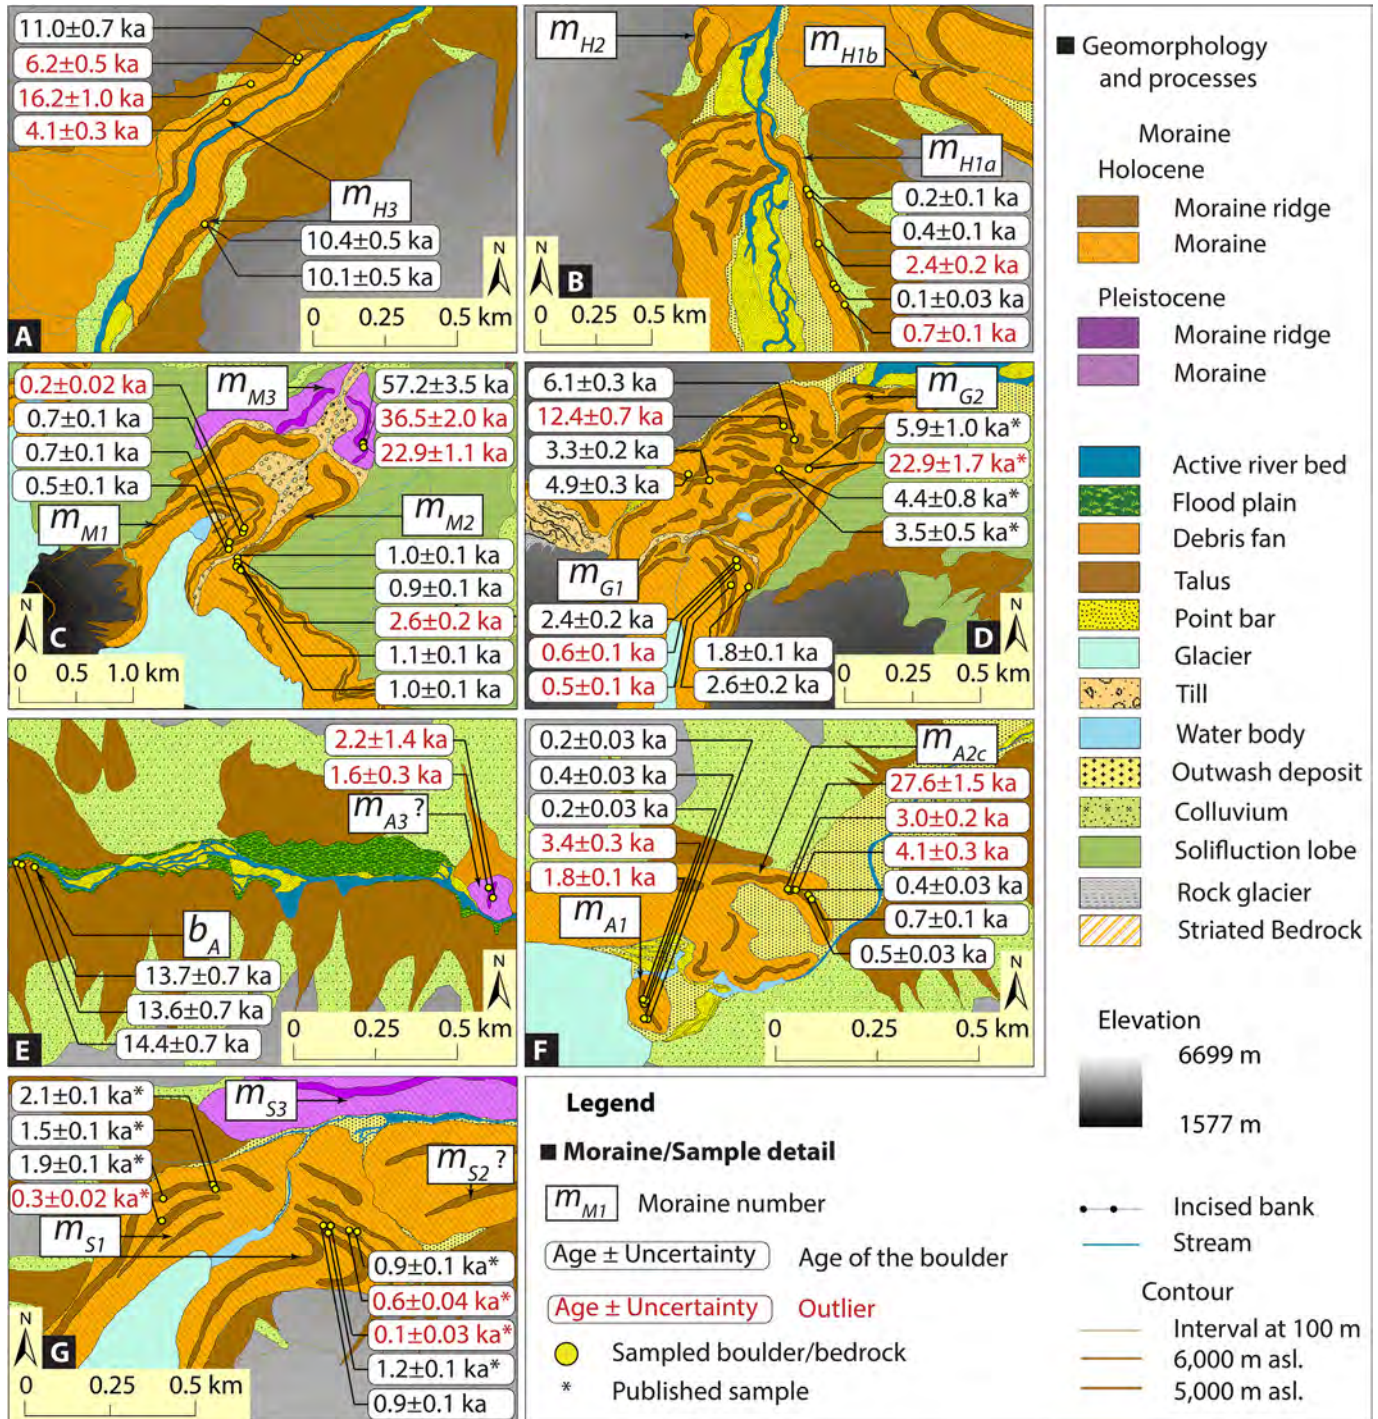 11.0±0.7 ka
6.2±0.5 ka
16.2±1.0 ka
4.1±0.3 ka
mH3
10.4±0.5 ka
10.1±0.5 ka
N
0 0.25 0.5 km
A
mH2
mH1b
mH1a
0.2±0.1 ka
0.4±0.1 ka
2.4±0.2 ka
0.1±0.03 ka
0.7±0.1 ka
N
B
0 0.25 0.5 km
0.2±0.02 ka
0.7±0.1 ka
0.7±0.1 ka
0.5±0.1 ka
mM3
57.2±3.5 ka
36.5±2.0 ka
22.9±1.1 ka
mM1
mM2
1.0±0.1 ka
0.9±0.1 ka
2.6±0.2 ka
1.1±0.1 ka
1.0±0.1 ka
N
C
0 0.5 1.0 km
6.1±0.3 ka
12.4±0.7 ka
3.3±0.2 ka
4.9±0.3 ka
mG2
5.9±1.0 ka*
22.9±1.7 ka*
4.4±0.8 ka*
3.5±0.5 ka*
mG1
2.4±0.2 ka
0.6±0.1 ka
0.5±0.1 ka
1.8±0.1 ka
2.6±0.2 ka
N
D
0 0.25 0.5 km
2.2±1.4 ka
1.6±0.3 ka
mA3 ?
bA
13.7±0.7 ka
13.6±0.7 ka
14.4±0.7 ka
N
E
0 0.25 0.5 km
0.2±0.03 ka
0.4±0.03 ka
0.2±0.03 ka
3.4±0.3 ka
1.8±0.1 ka
mA1
mA2c
27.6±1.5 ka
3.0±0.2 ka
4.1±0.3 ka
0.4±0.03 ka
0.7±0.1 ka
0.5±0.03 ka
N
F
0 0.25 0.5 km
2.1±0.1 ka*
1.5±0.1 ka*
1.9±0.1 ka*
0.3±0.02 ka*
mS3
mS2 ?
mS1
0.9±0.1 ka*
0.6±0.04 ka*
0.1±0.03 ka*
1.2±0.1 ka*
0.9±0.1 ka
N
G
0 0.25 0.5 km
Legend
■ Moraine/Sample detail
mM1 Moraine number
Age ± Uncertainty Age of the boulder
Age ± Uncertainty Outlier
Sampled boulder/bedrock
* Published sample
■ Geomorphology
and processes
Moraine
Holocene
Moraine ridge
Moraine
Pleistocene
Moraine ridge
Moraine
Active river bed
Flood plain
Debris fan
Talus
Point bar
Glacier
Till
Water body
Outwash deposit
Colluvium
Solifluction lobe
Rock glacier
Striated Bedrock
Elevation
6699 m
1577 m
Incised bank
Stream
Contour
Interval at 100 m
6,000 m asl.
5,000 m asl.